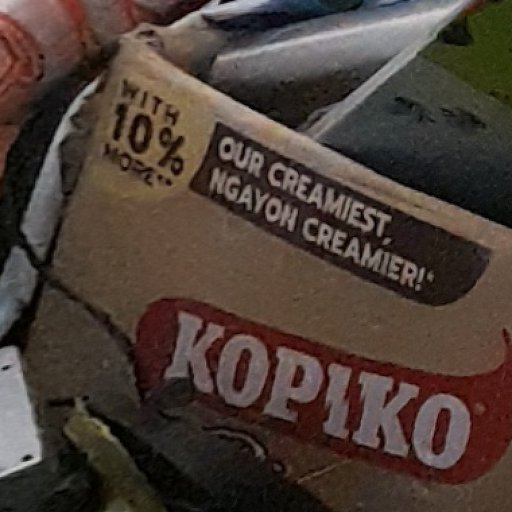 WITH
10%
MORE**
OUR CREAMIEST,
NGAYON CREAMIER!*
KOPIKO